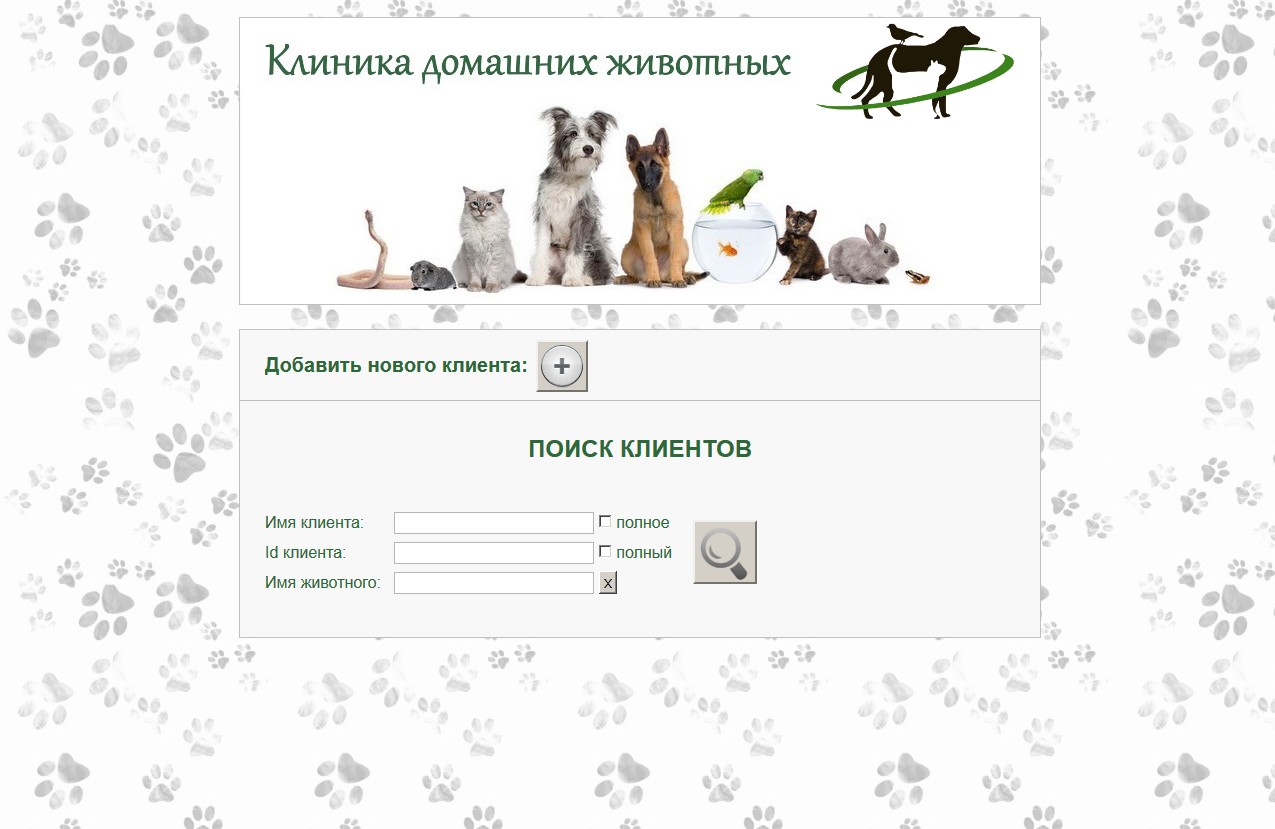 Клиника домашних животных
Добавить нового клиента:
ПОИСК КЛИЕНТОВ
Имя клиента: полное
Id клиента: полный
Имя животного: X